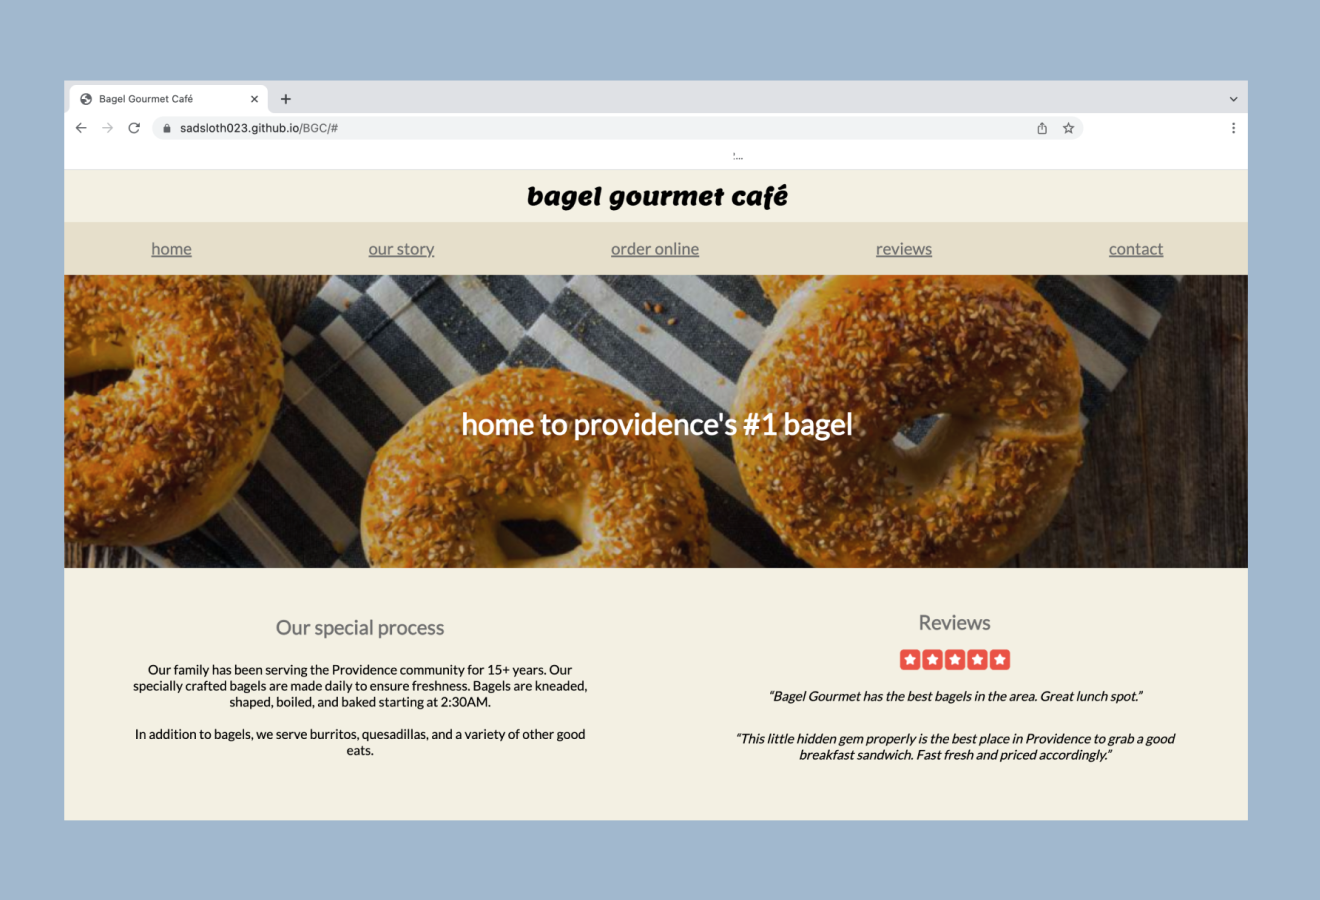 Bagel Gourmet Café
sadsloth023.github.io/BGC/#
bagel gourmet café
home
our story
order online
reviews
contact
home to providence's #1 bagel
Our special process
Our family has been serving the Providence community for 15+ years. Our
specially crafted bagels are made daily to ensure freshness. Bagels are kneaded,
shaped, boiled, and baked starting at 2:30AM.
In addition to bagels, we serve burritos, quesadillas, and a variety of other good
eats.
Reviews
“Bagel Gourmet has the best bagels in the area. Great lunch spot.”
“This little hidden gem properly is the best place in Providence to grab a good
breakfast sandwich. Fast fresh and priced accordingly.”